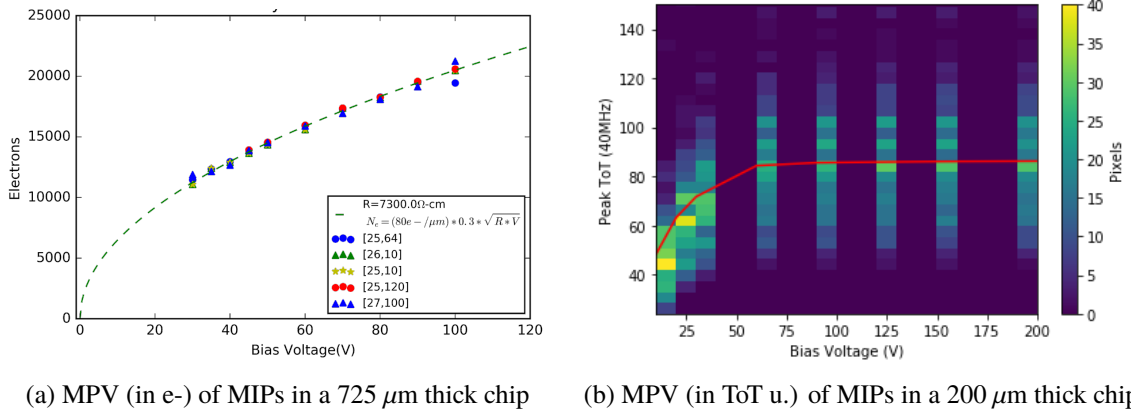 25000
20000
15000
10000
5000
0
Electrons
0 20 40 60 80 100 120
Bias Voltage(V)
R=7300.0Ω-cm
N_e = (80e−/μm) * 0.3 * √R * V
[25,64]
[26,10]
[25,10]
[25,120]
[27,100]
(a) MPV (in e-) of MIPs in a 725 μm thick chip
140
120
100
80
60
40
Peak ToT (40MHz)
25 50 75 100 125 150 175 200
Bias Voltage (V)
40
35
30
25
20
15
10
5
0
Pixels
(b) MPV (in ToT u.) of MIPs in a 200 μm thick chip